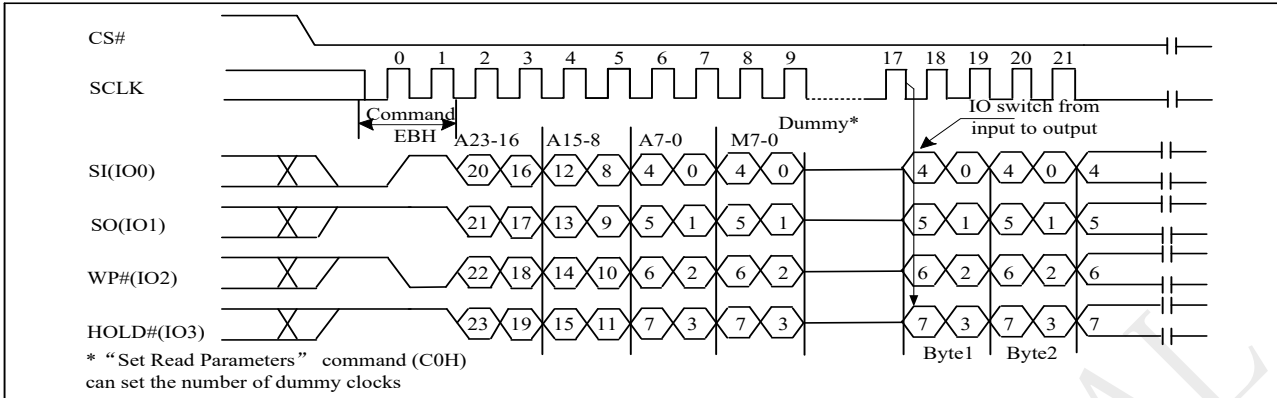 CS#
0 1 2 3 4 5 6 7 8 9 17 18 19 20 21
SCLK
Command
EBH
Dummy*
IO switch from
input to output
A23-16 A15-8 A7-0 M7-0
SI(IO0) 20 16 12 8 4 0 4 0 4 0 4 0 4
SO(IO1) 21 17 13 9 5 1 5 1 5 1 5 1 5
WP#(IO2) 22 18 14 10 6 2 6 2 6 2 6 2 6
HOLD#(IO3) 23 19 15 11 7 3 7 3 7 3 7 3 7
Byte1 Byte2
* “Set Read Parameters” command (C0H)
can set the number of dummy clocks